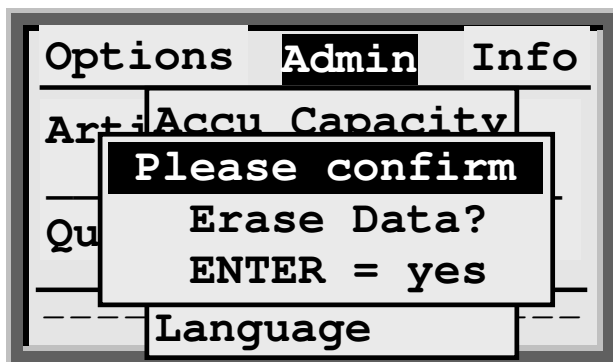 Options Admin Info
Accu Capacity
Please confirm
Erase Data?
ENTER = yes
Language